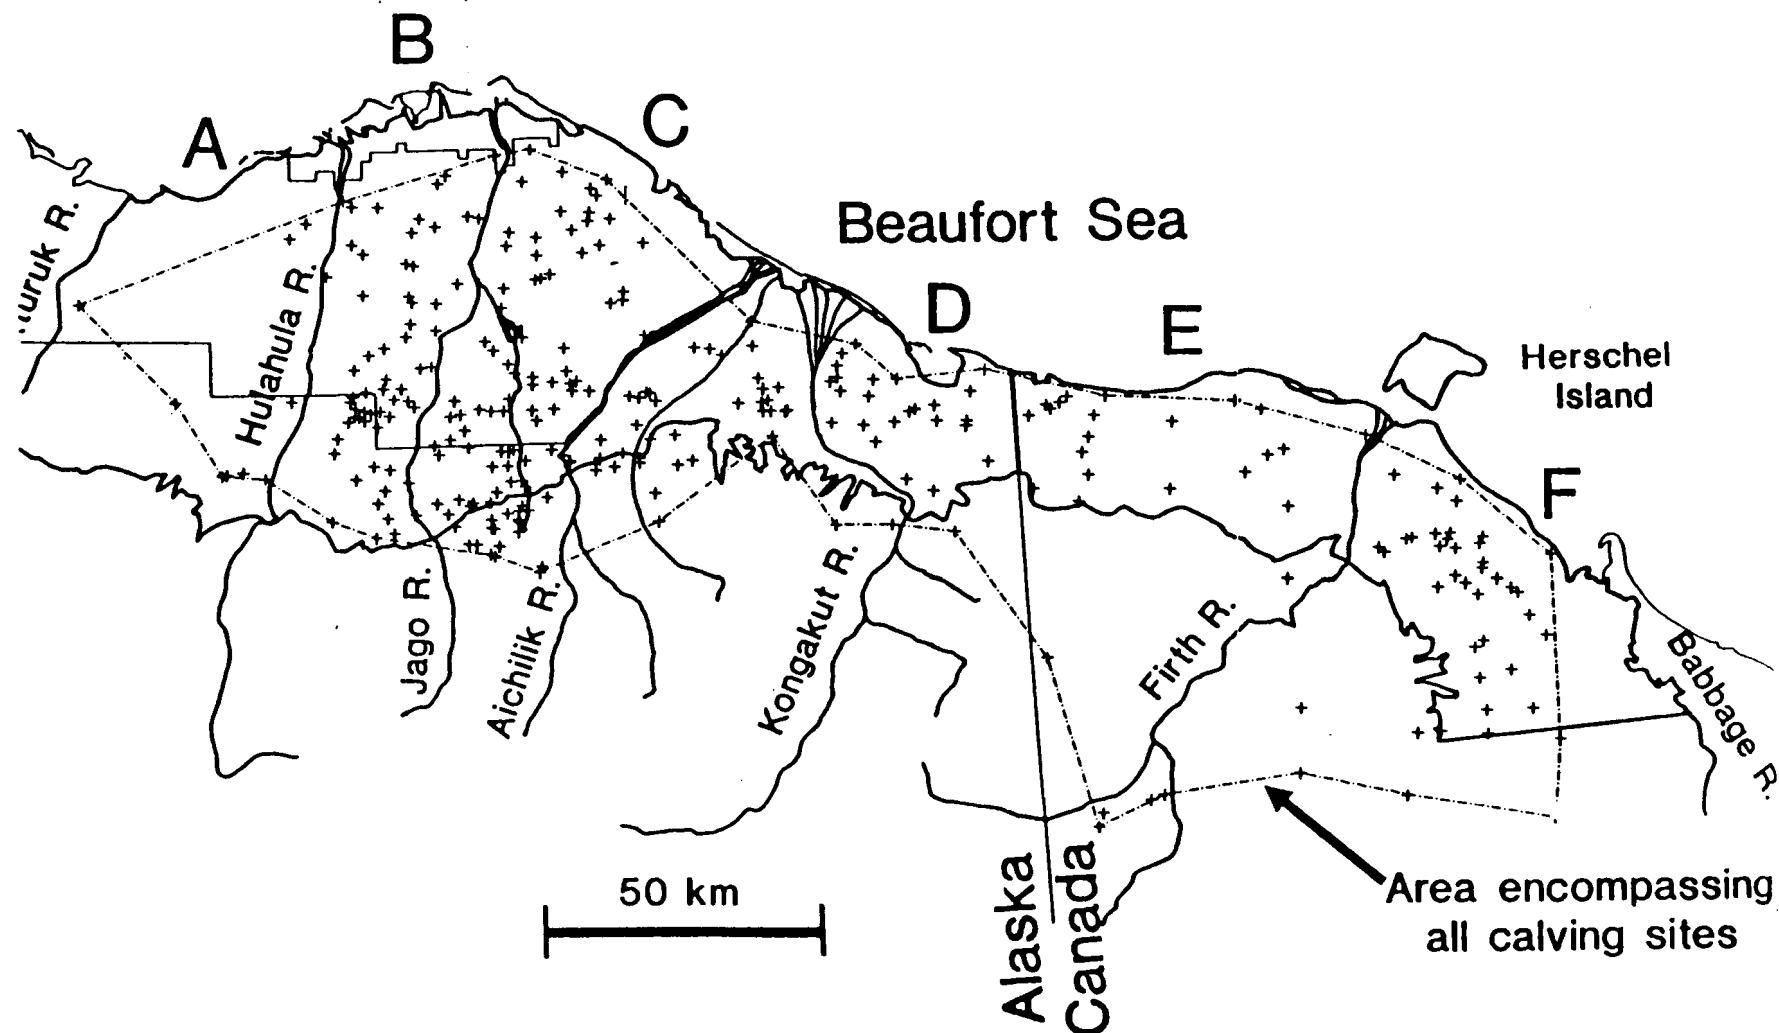 B
A
C
Beaufort Sea
D
E
Herschel
Island
uruk R.
Hulahula R.
F
Jago R.
Aichilik R.
Kongakut R.
Firth R.
Babbage R.
50 km
Alaska
Canada
Area encompassing
all calving sites